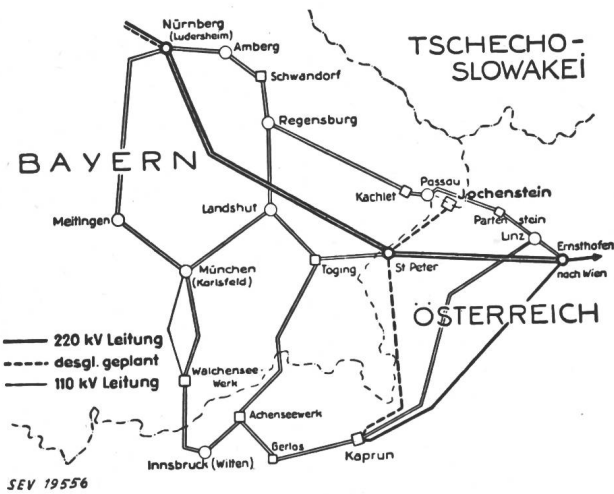 Nürnberg
(Ludersheim)
Amberg
Schwandorf
TSCHECHO-
SLOWAKEI
Regensburg
BAYERN
Passau
Kachlet
Jochenstein
Partenstein
Meitingen
Landshut
Linz
Ernsthofen
nach Wien
München
(Karlsfeld)
Töging
St Peter
ÖSTERREICH
220 kV Leitung
desgl. geplant
110 kV Leitung
Walchensee
Werk
Achenseewerk
Gerlos
Kaprun
Innsbruck (Wilten)
SEV 19556